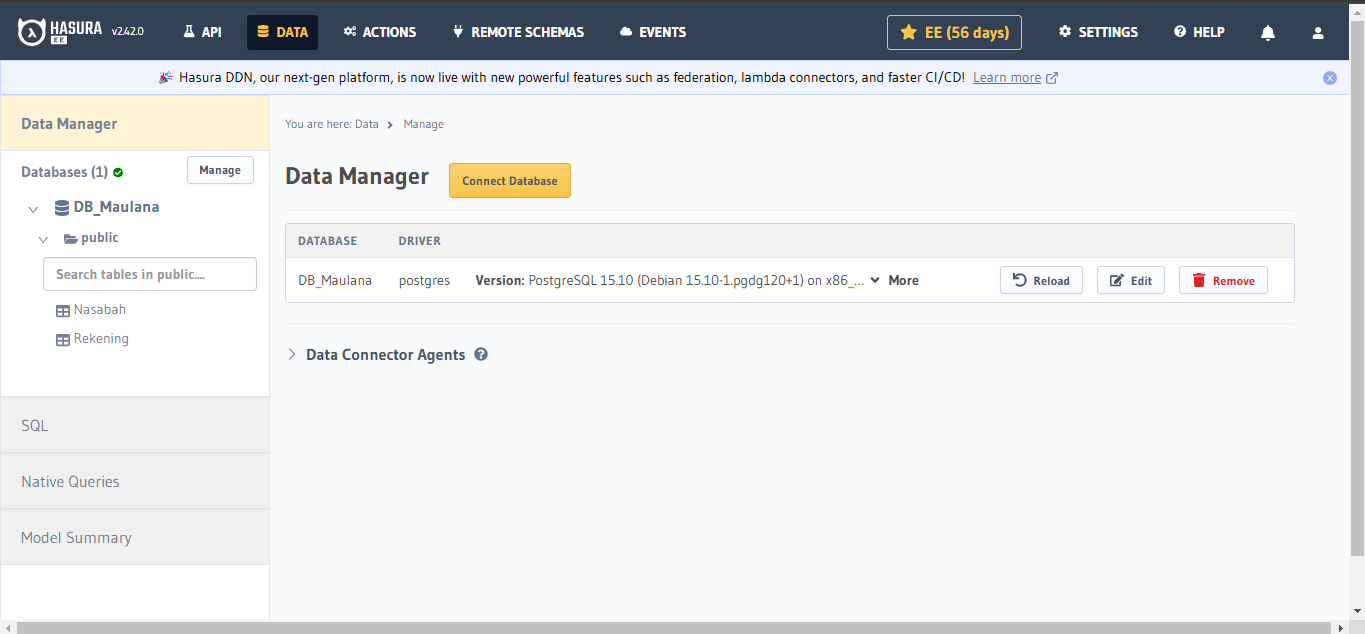 HASURA EE v2.42.0 API DATA ACTIONS REMOTE SCHEMAS EVENTS EE (56 days) SETTINGS HELP
Hasura DDN, our next-gen platform, is now live with new powerful features such as federation, lambda connectors, and faster CI/CD! Learn more
Data Manager
Databases (1) Manage
DB_Maulana
public
Search tables in public....
Nasabah
Rekening
SQL
Native Queries
Model Summary
You are here: Data > Manage
Data Manager Connect Database
DATABASE DRIVER
DB_Maulana postgres Version: PostgreSQL 15.10 (Debian 15.10-1.pgdg120+1) on x86_... More Reload Edit Remove
Data Connector Agents